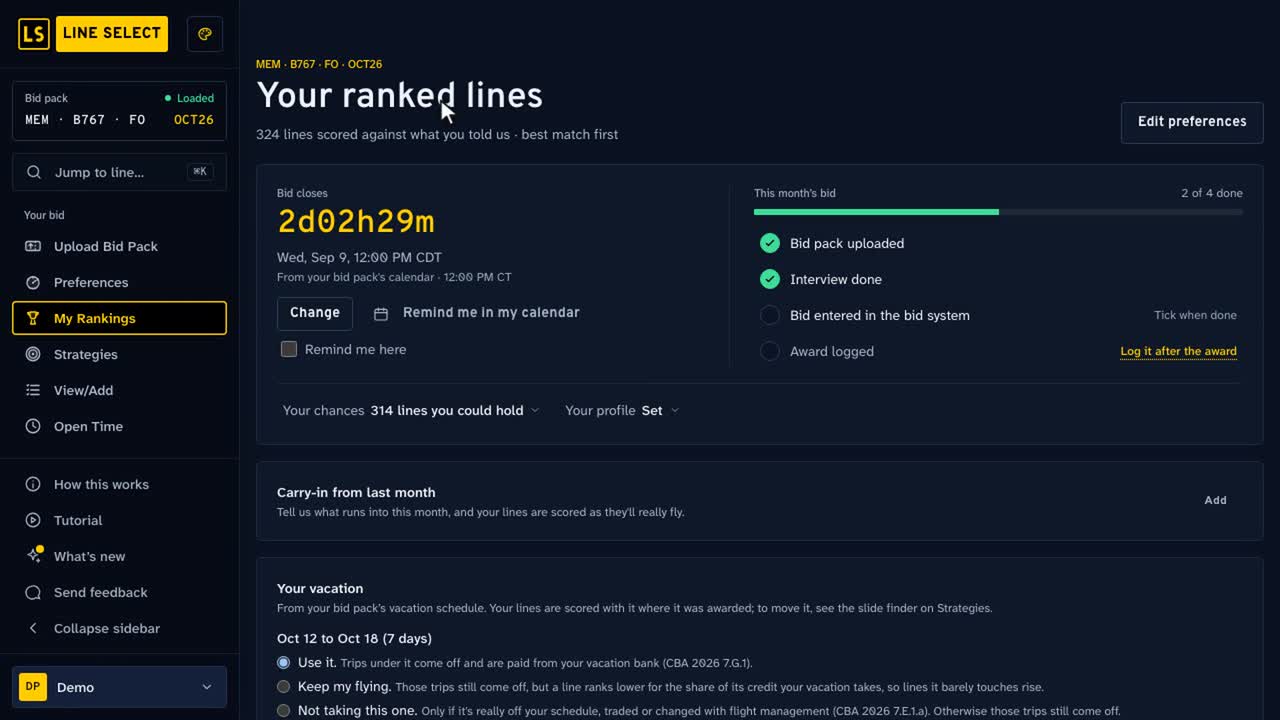 LS LINE SELECT
Bid pack
Loaded
MEM · B767 · FO OCT26
Jump to line... ⌘K
Your bid
Upload Bid Pack
Preferences
My Rankings
Strategies
View/Add
Open Time
How this works
Tutorial
What's new
Send feedback
Collapse sidebar
DP Demo
MEM · B767 · FO · OCT26
Your ranked lines
324 lines scored against what you told us · best match first
Edit preferences
Bid closes
2d02h29m
Wed, Sep 9, 12:00 PM CDT
From your bid pack's calendar · 12:00 PM CT
Change
Remind me in my calendar
Remind me here
This month's bid
2 of 4 done
Bid pack uploaded
Interview done
Bid entered in the bid system
Tick when done
Award logged
Log it after the award
Your chances 314 lines you could hold
Your profile Set
Carry-in from last month
Tell us what runs into this month, and your lines are scored as they'll really fly.
Add
Your vacation
From your bid pack's vacation schedule. Your lines are scored with it where it was awarded; to move it, see the slide finder on Strategies.
Oct 12 to Oct 18 (7 days)
Use it. Trips under it come off and are paid from your vacation bank (CBA 2026 7.G.1).
Keep my flying. Those trips still come off, but a line ranks lower for the share of its credit your vacation takes, so lines it barely touches rise.
Not taking this one. Only if it's really off your schedule, traded or changed with flight management (CBA 2026 7.E.1.a). Otherwise those trips still come off.